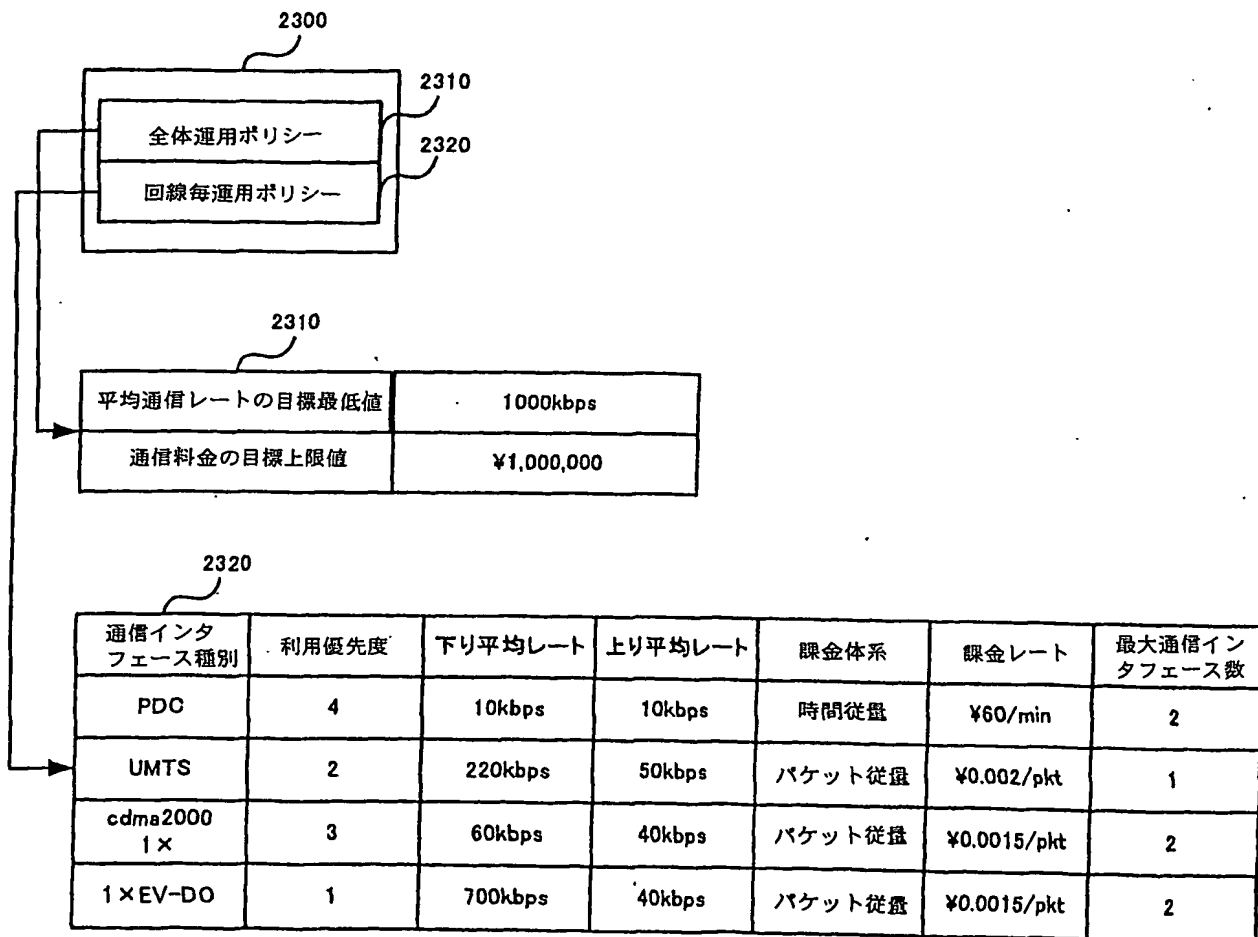 2300
2310
全体運用ポリシー
2320
回線毎運用ポリシー
2310
平均通信レートの目標最低値 1000kbps
通信料金の目標上限値 ¥1,000,000
2320
通信インタ
フェース種別 利用優先度 下り平均レート 上り平均レート 課金体系 課金レート 最大通信イン
タフェース数
PDC 4 10kbps 10kbps 時間従量 ¥60/min 2
UMTS 2 220kbps 50kbps パケット従量 ¥0.002/pkt 1
cdma2000
1× 3 60kbps 40kbps パケット従量 ¥0.0015/pkt 2
1×EV-DO 1 700kbps 40kbps パケット従量 ¥0.0015/pkt 2